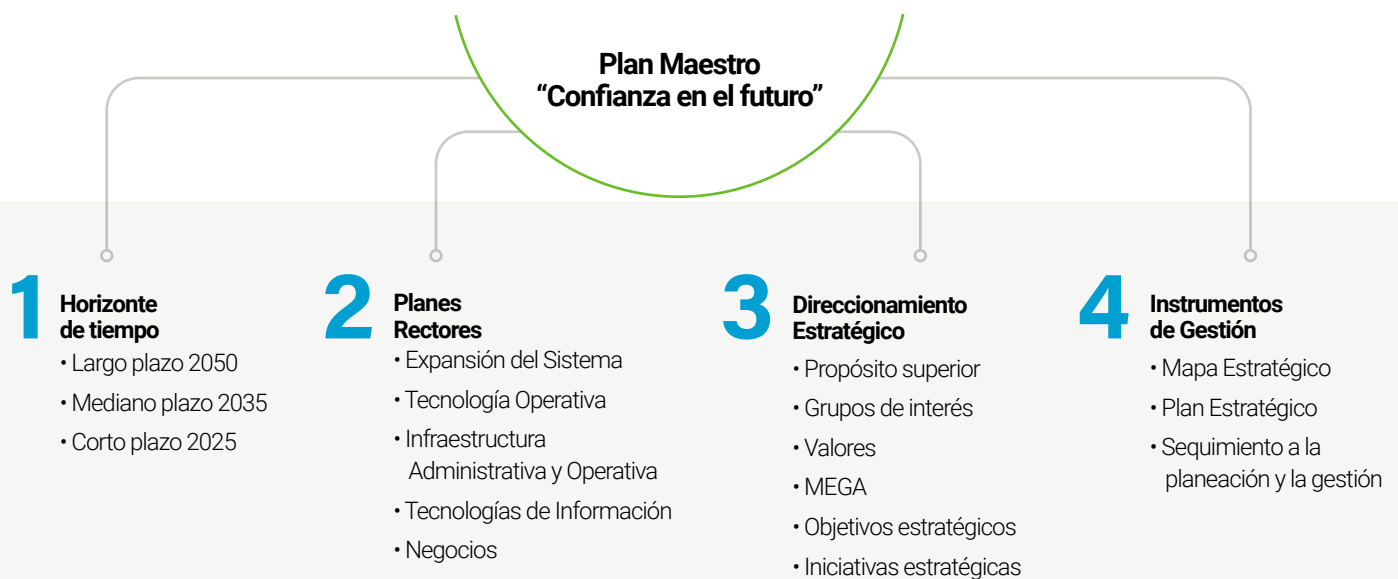 Plan Maestro
“Confianza en el futuro”
1
Horizonte
de tiempo
• Largo plazo 2050
• Mediano plazo 2035
• Corto plazo 2025
2
Planes
Rectores
• Expansión del Sistema
• Tecnología Operativa
• Infraestructura
Administrativa y Operativa
• Tecnologías de Información
• Negocios
3
Direccionamiento
Estratégico
• Propósito superior
• Grupos de interés
• Valores
• MEGA
• Objetivos estratégicos
• Iniciativas estratégicas
4
Instrumentos
de Gestión
• Mapa Estratégico
• Plan Estratégico
• Sequimiento a la
planeación y la gestión